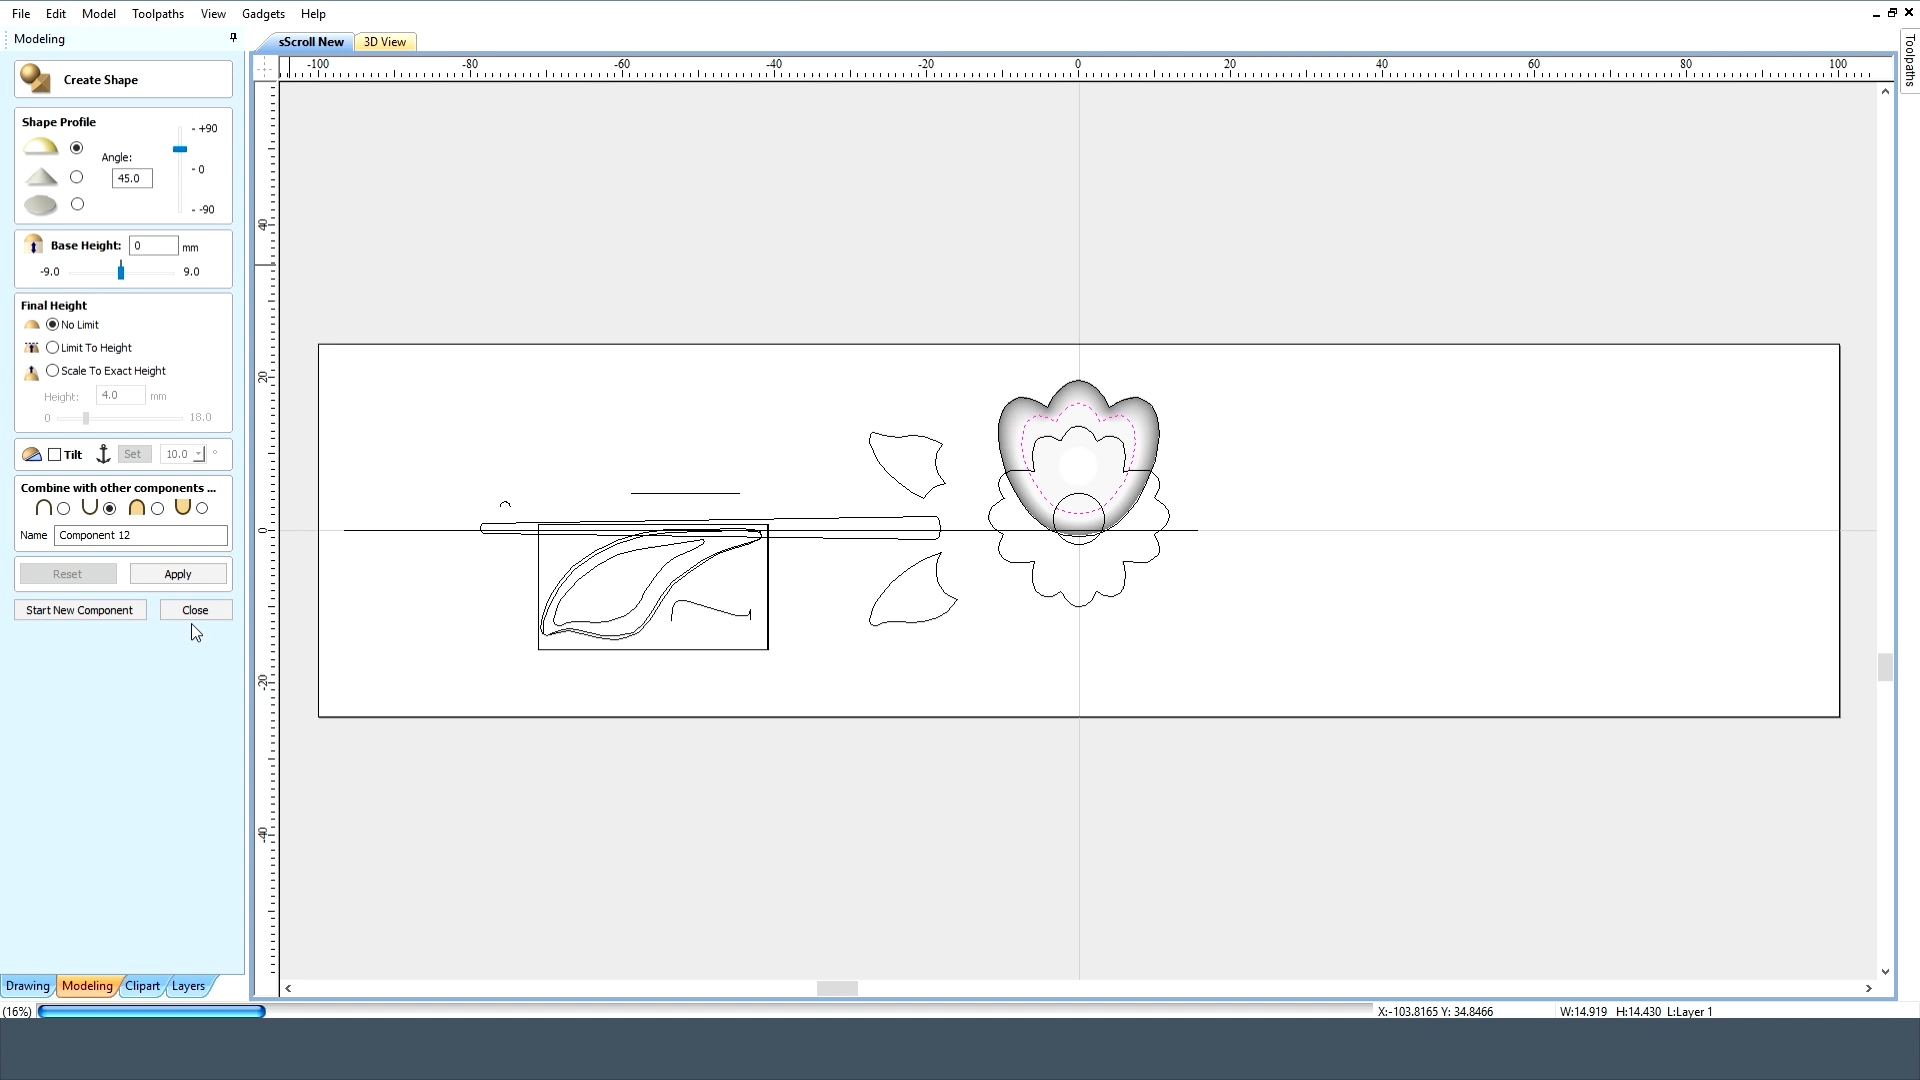 File Edit Model Toolpaths View Gadgets Help
Modeling
sScroll New 3D View
Toolpaths
-100 -80 -60 -40 -20 0 20 40 60 80 100
Create Shape
Shape Profile
- +90
Angle:
- 0
45.0
- -90
40
Base Height: 0 mm
-9.0 9.0
Final Height
No Limit
Limit To Height
Scale To Exact Height
20
Height: 4.0 mm
0 18.0
Tilt Set 10.0 °
Combine with other components ...
Name Component 12
0
Reset Apply
Start New Component Close
-20
-40
Drawing Modeling Clipart Layers
(16%) X:-103.8165 Y: 34.8466 W:14.919 H:14.430 L:Layer 1